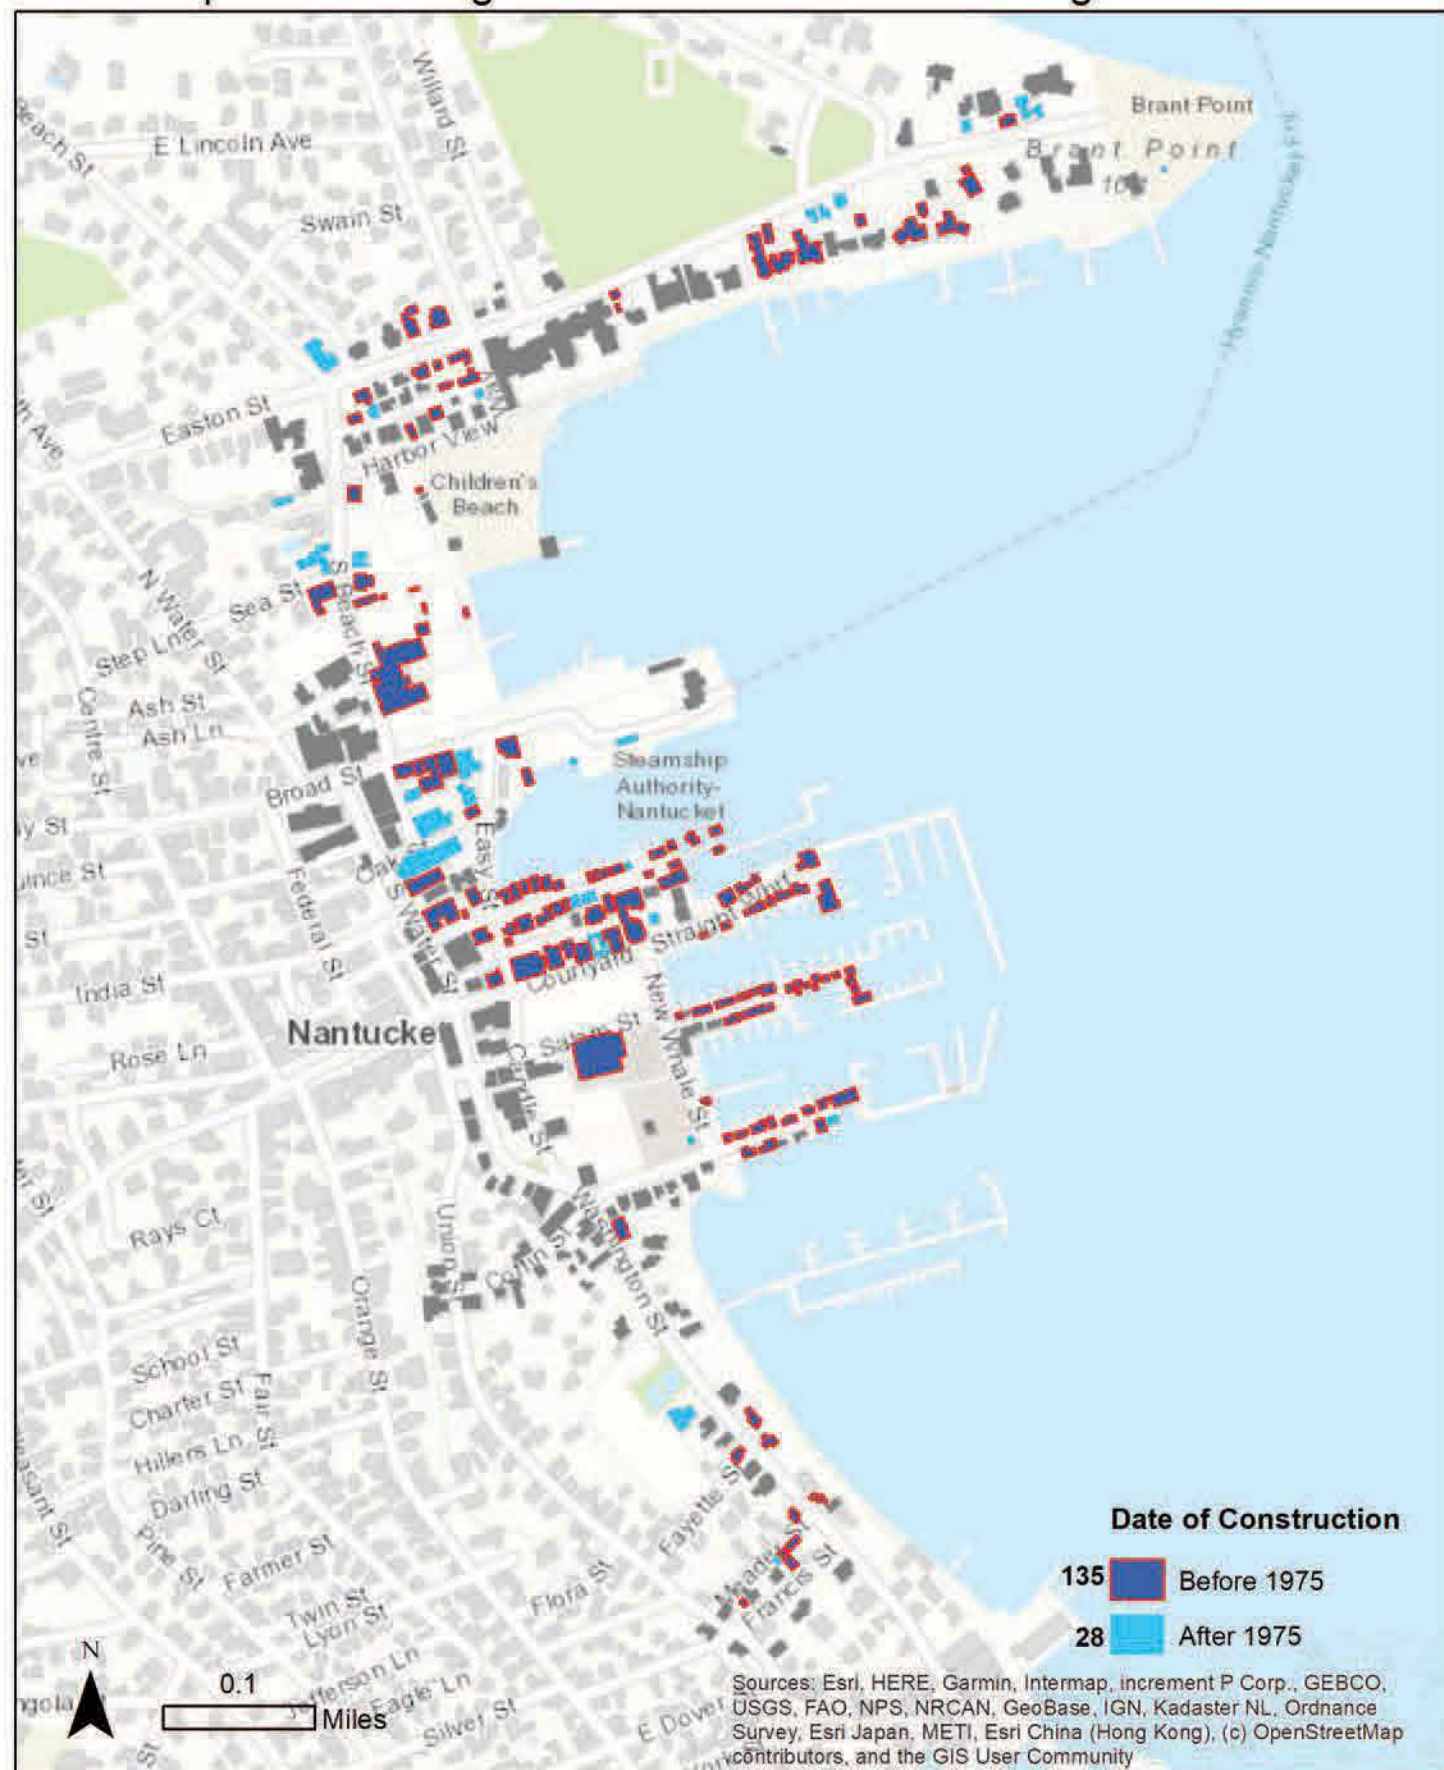 Willard St
Beach St
E Lincoln Ave
Brant Point
Brant Point
Swain St
Easton St
Harbor View
Way
Children's
Beach
N Water St
Sea St
S Beach St
Step Ln
Ash St
Ash Ln
Centre St
Broad St
Steamship
Authority-
Nantucket
Easy St
Oak St
Federal St
S Water St
Straight Wharf
Courtyard
India St
New Whale St
Nantucket
Rose Ln
Candle St
Rays Ct
Union St
Coffin St
Washington St
Orange St
School St
Charter St
Fair St
Hillers Ln
Darling St
Pine St
Farmer St
Fayette St
Meader St
Francis St
Flora St
Twin St
Lyon St
Eagle Ln
Silver St
E Dover
Date of Construction
135 Before 1975
28 After 1975
N
0.1
Miles
Sources: Esri, HERE, Garmin, Intermap, increment P Corp., GEBCO,
USGS, FAO, NPS, NRCAN, GeoBase, IGN, Kadaster NL, Ordnance
Survey, Esri Japan, METI, Esri China (Hong Kong), (c) OpenStreetMap
contributors, and the GIS User Community